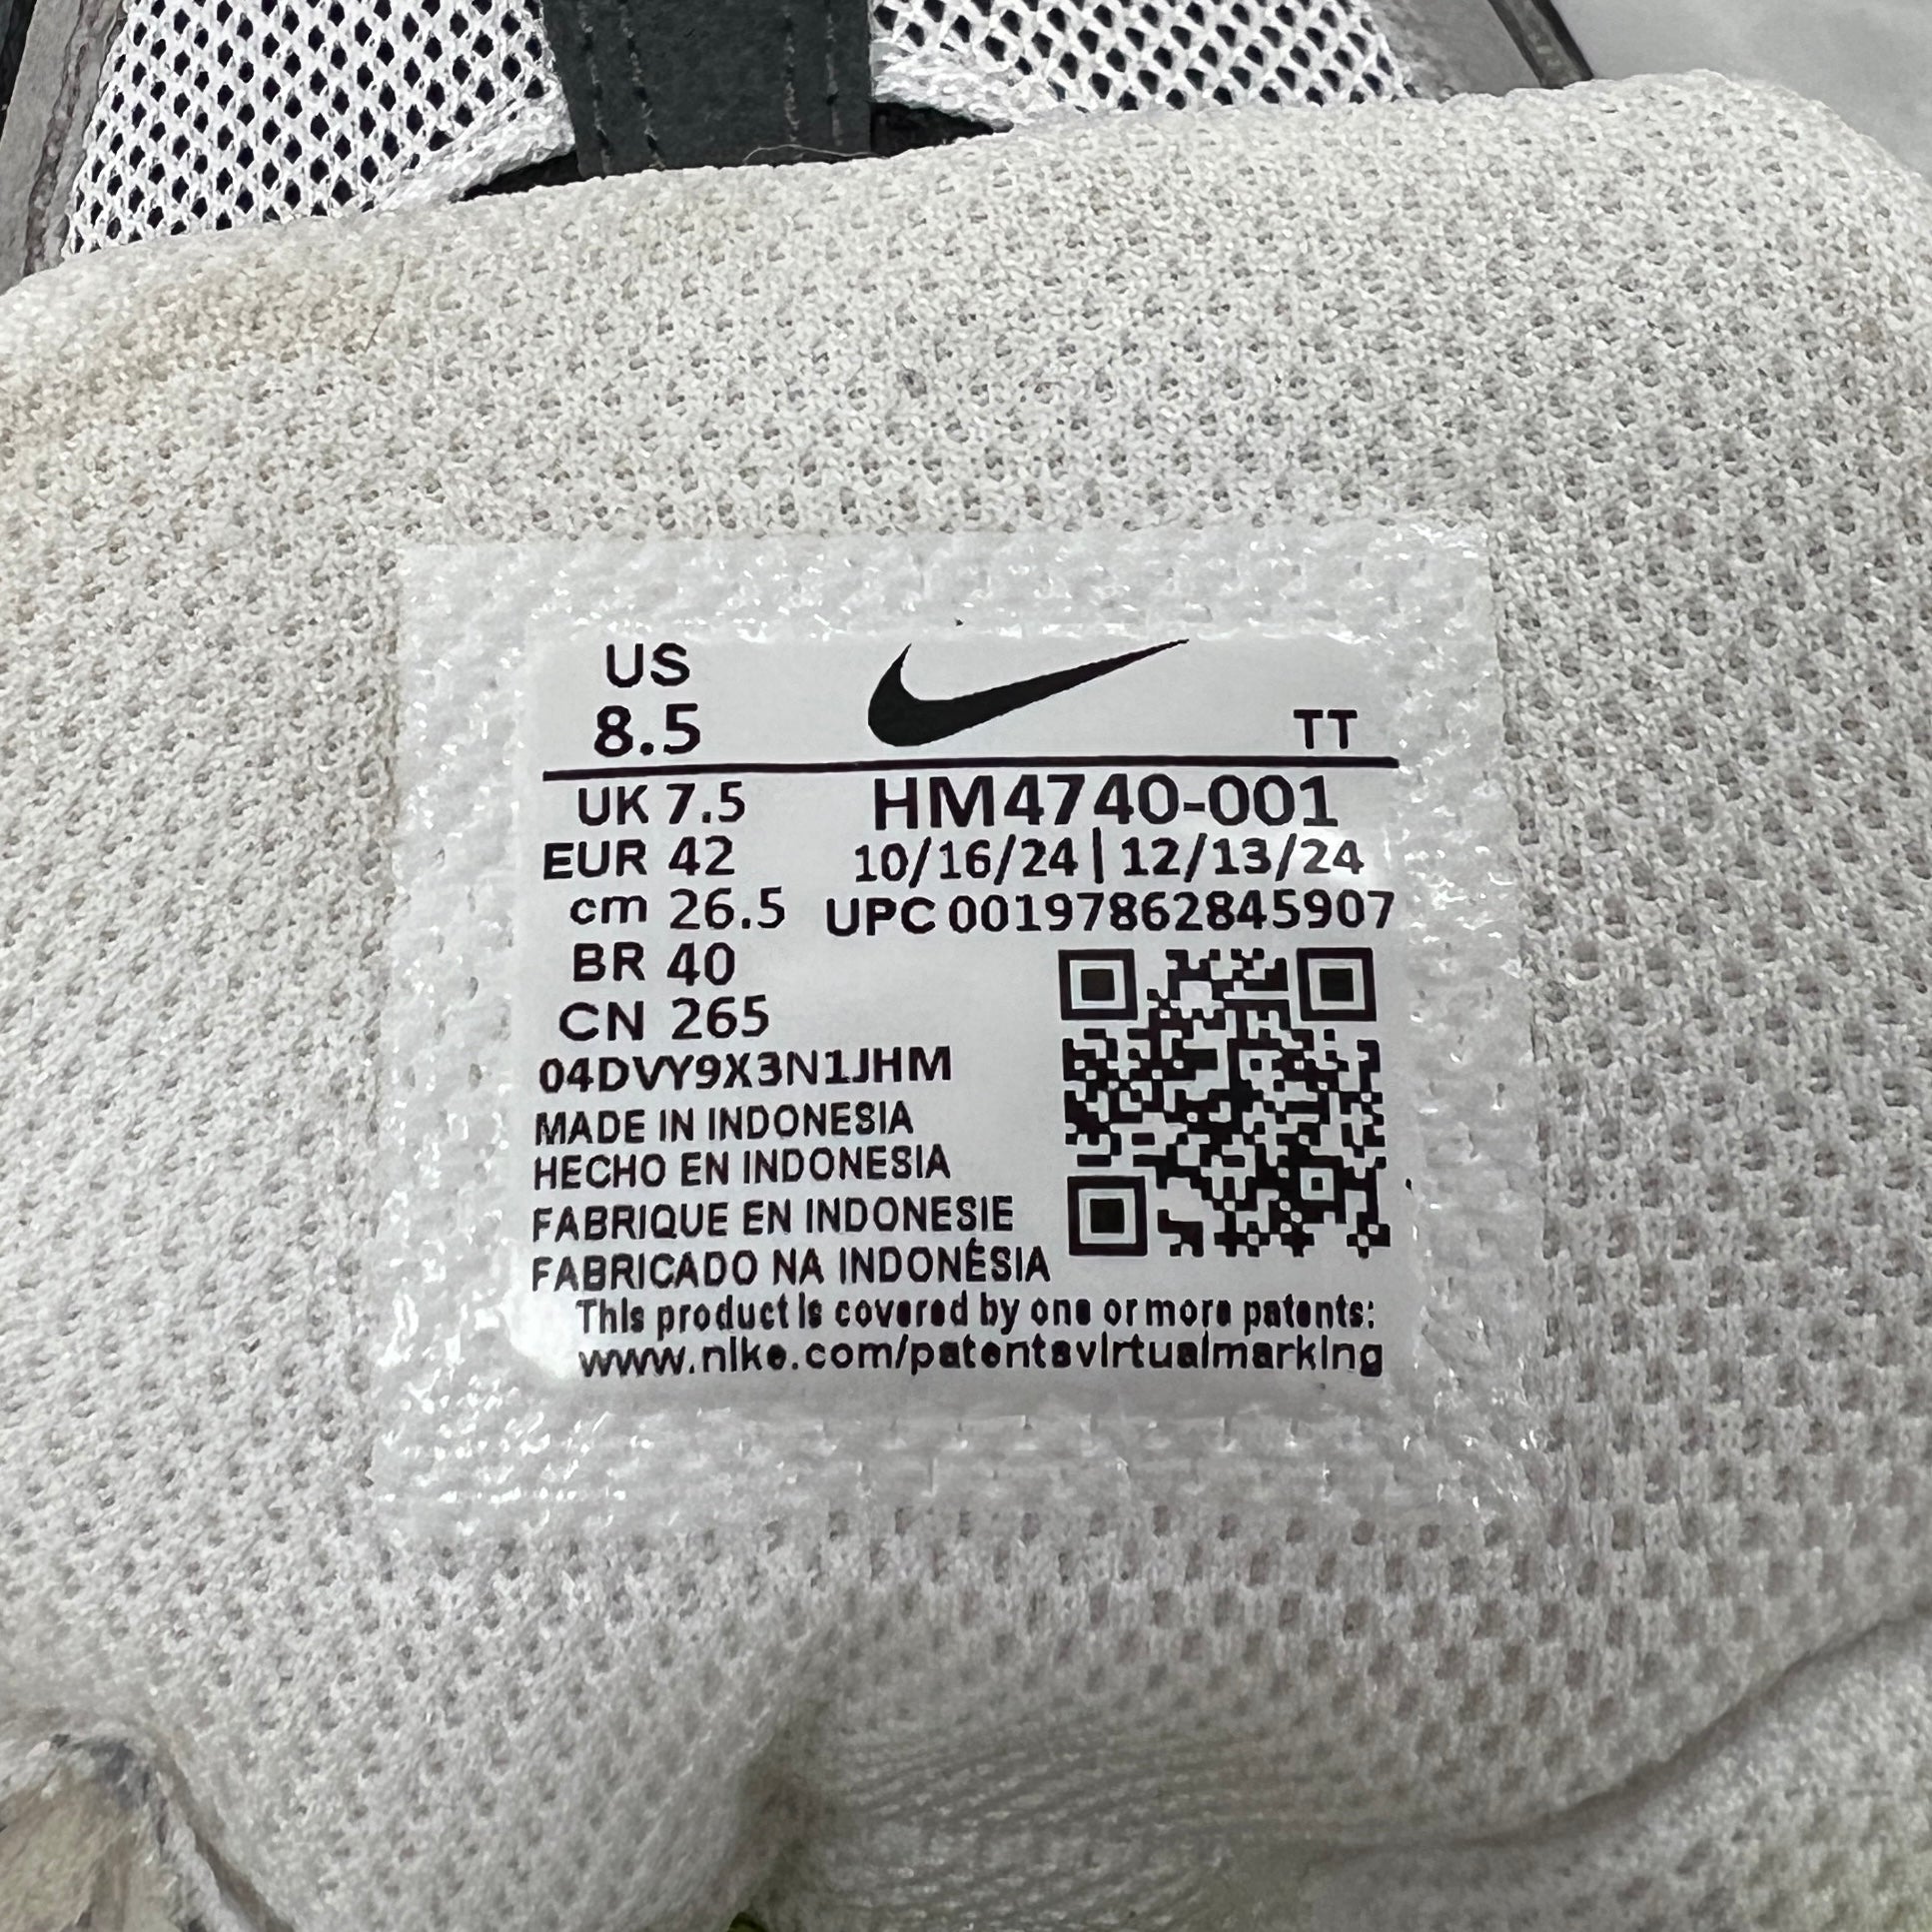 US
8.5
TT
UK 7.5
HM4740-001
EUR 42
10/16/24 | 12/13/24
cm 26.5
UPC 00197862845907
BR 40
CN 265
04DVY9X3N1JHM
MADE IN INDONESIA
HECHO EN INDONESIA
FABRIQUE EN INDONESIE
FABRICADO NA INDONÉSIA
This product is covered by one or more patents:
www.nike.com/patentsvirtualmarking